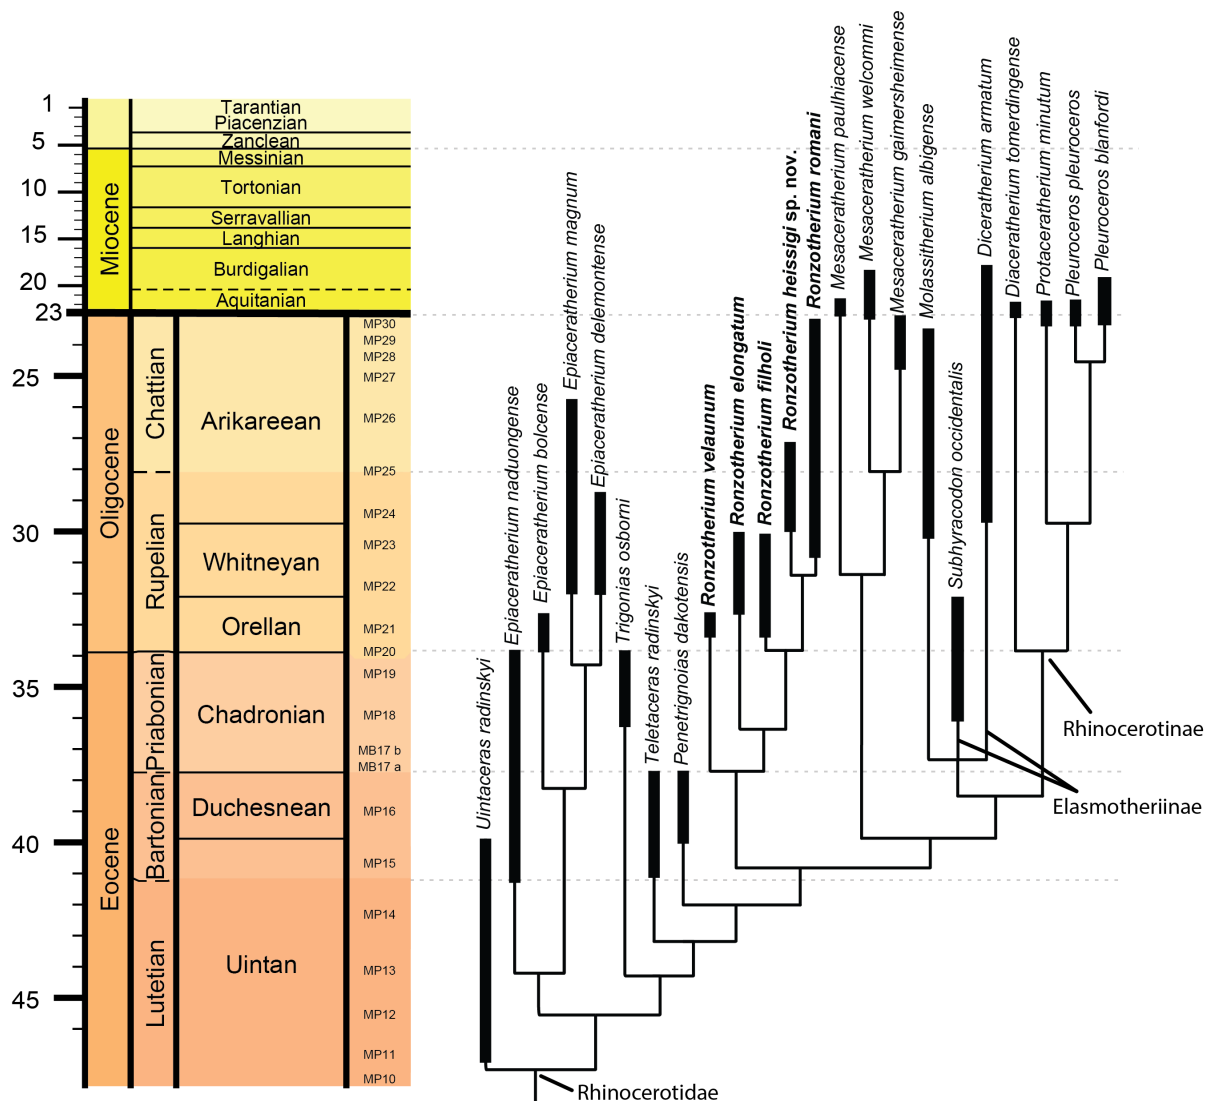 1
5
10
15
20
23
25
30
35
40
45
Miocene
Oligocene
Eocene
Tarantian
Piacenzian
Zanclean
Messinian
Tortonian
Serravallian
Langhian
Burdigalian
Aquitanian
Chattian
Rupelian
Priabonian
Bartonian
Lutetian
Arikareean
Whitneyan
Orellan
Chadronian
Duchesnean
Uintan
MP30
MP29
MP28
MP27
MP26
MP25
MP24
MP23
MP22
MP21
MP20
MP19
MP18
MB17 b
MB17 a
MP16
MP15
MP14
MP13
MP12
MP11
MP10
Uintaceras radinskyi
Epiaceratherium naduongense
Epiaceratherium bolcense
Epiaceratherium magnum
Epiaceratherium delemontense
Trigonias osborni
Teletaceras radinskyi
Penetrignoias dakotensis
Ronzotherium velaunum
Ronzotherium elongatum
Ronzotherium filholi
Ronzotherium heissigi sp. nov.
Ronzotherium romani
Mesaceratherium paulhiacense
Mesaceratherium welcommi
Mesaceratherium gaimersheimense
Molassitherium albigense
Subhyracodon occidentalis
Diceratherium armatum
Diaceratherium tomerdingense
Protaceratherium minutum
Pleuroceros pleuroceros
Pleuroceros blanfordi
Rhinocerotinae
Elasmotheriinae
Rhinocerotidae